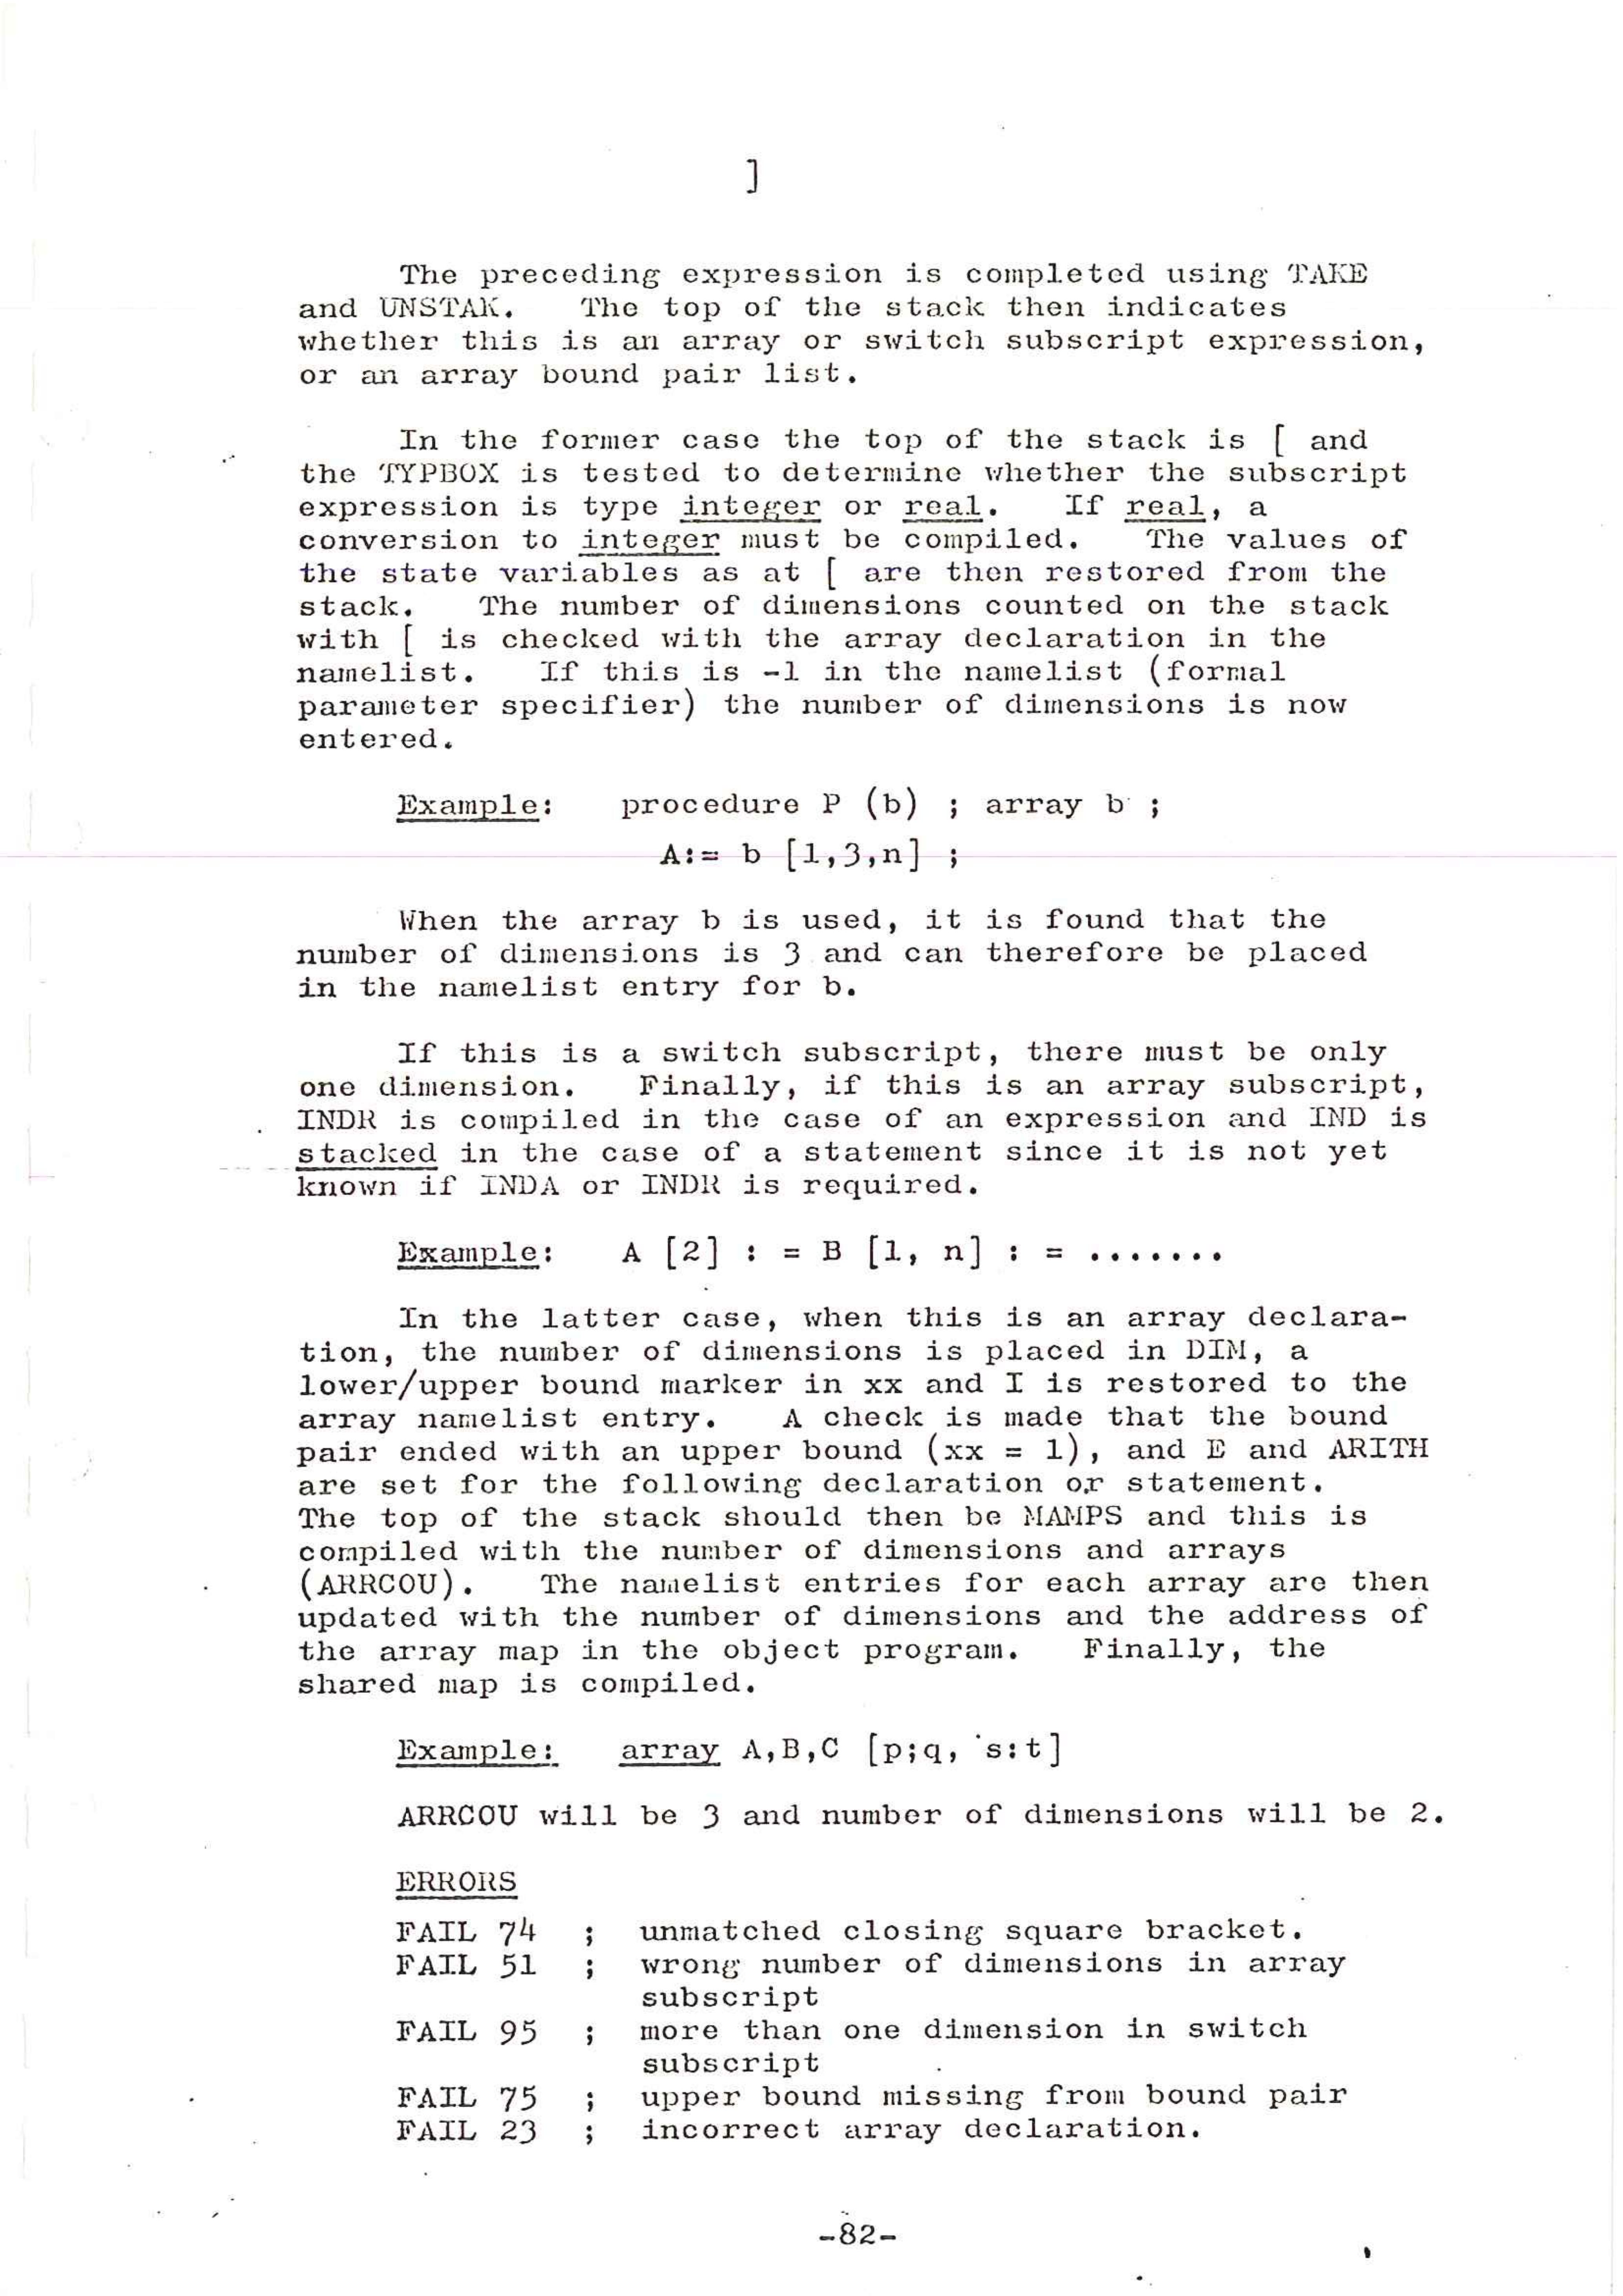 ]
The preceding expression is completed using TAKE
and UNSTAK. The top of the stack then indicates
whether this is an array or switch subscript expression,
or an array bound pair list.
In the former case the top of the stack is [ and
the TYPBOX is tested to determine whether the subscript
expression is type integer or real. If real, a
conversion to integer must be compiled. The values of
the state variables as at [ are then restored from the
stack. The number of dimensions counted on the stack
with [ is checked with the array declaration in the
namelist. If this is -1 in the namelist (formal
parameter specifier) the number of dimensions is now
entered.
Example: procedure P (b) ; array b ;
A:= b [1,3,n] ;
When the array b is used, it is found that the
number of dimensions is 3 and can therefore be placed
in the namelist entry for b.
If this is a switch subscript, there must be only
one dimension. Finally, if this is an array subscript,
INDR is compiled in the case of an expression and IND is
stacked in the case of a statement since it is not yet
known if INDA or INDR is required.
Example: A [2] : = B [1, n] : = .......
In the latter case, when this is an array declara-
tion, the number of dimensions is placed in DIM, a
lower/upper bound marker in xx and I is restored to the
array namelist entry. A check is made that the bound
pair ended with an upper bound (xx = 1), and E and ARITH
are set for the following declaration or statement.
The top of the stack should then be MAMPS and this is
compiled with the number of dimensions and arrays
(ARRCOU). The namelist entries for each array are then
updated with the number of dimensions and the address of
the array map in the object program. Finally, the
shared map is compiled.
Example: array A,B,C [p;q, s:t]
ARRCOU will be 3 and number of dimensions will be 2.
ERRORS
FAIL 74 ; unmatched closing square bracket.
FAIL 51 ; wrong number of dimensions in array
subscript
FAIL 95 ; more than one dimension in switch
subscript
FAIL 75 ; upper bound missing from bound pair
FAIL 23 ; incorrect array declaration.
-82-